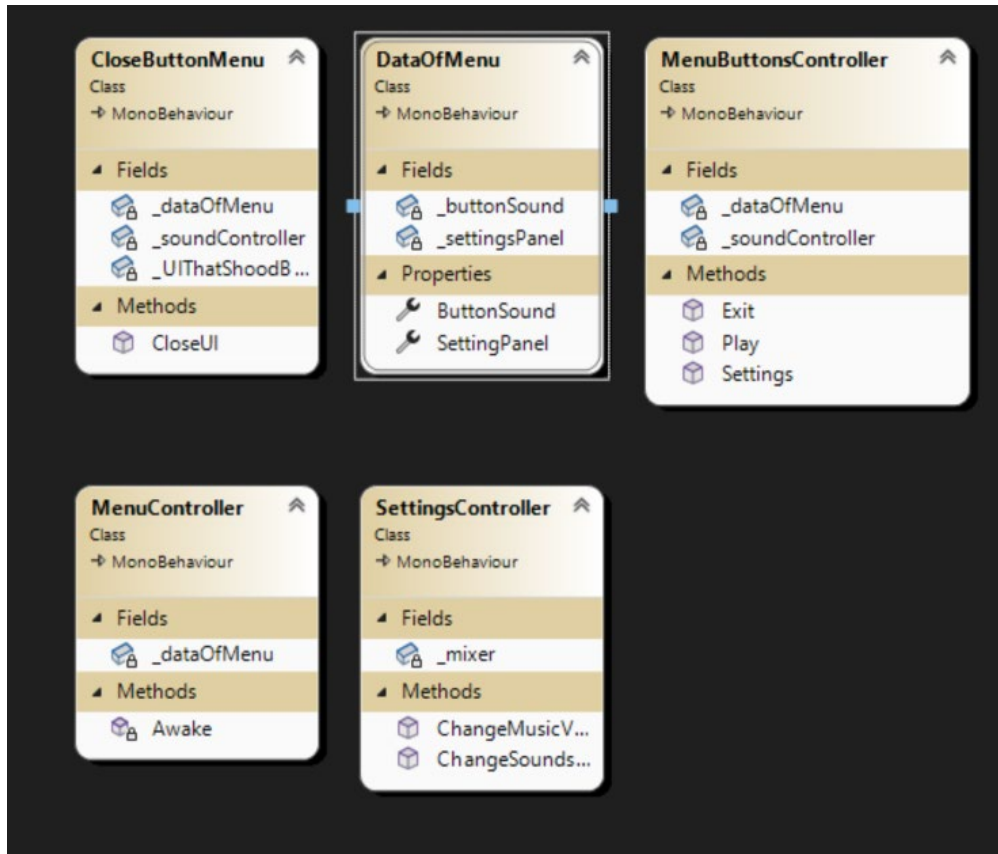 CloseButtonMenu
Class
MonoBehaviour
Fields
_dataOfMenu
_soundController
_UIThatShoodB ...
Methods
CloseUI
DataOfMenu
Class
MonoBehaviour
Fields
_buttonSound
_settingsPanel
Properties
ButtonSound
SettingPanel
MenuButtonsController
Class
MonoBehaviour
Fields
_dataOfMenu
_soundController
Methods
Exit
Play
Settings
MenuController
Class
MonoBehaviour
Fields
_dataOfMenu
Methods
Awake
SettingsController
Class
MonoBehaviour
Fields
_mixer
Methods
ChangeMusicV...
ChangeSounds...